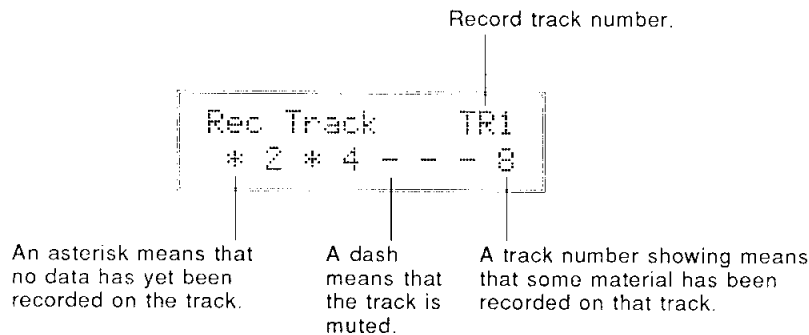 Record track number.
Rec Track TR1
* 2 * 4 - - - 8
An asterisk means that
no data has yet been
recorded on the track.
A dash
means that
the track is
muted.
A track number showing means
that some material has been
recorded on that track.